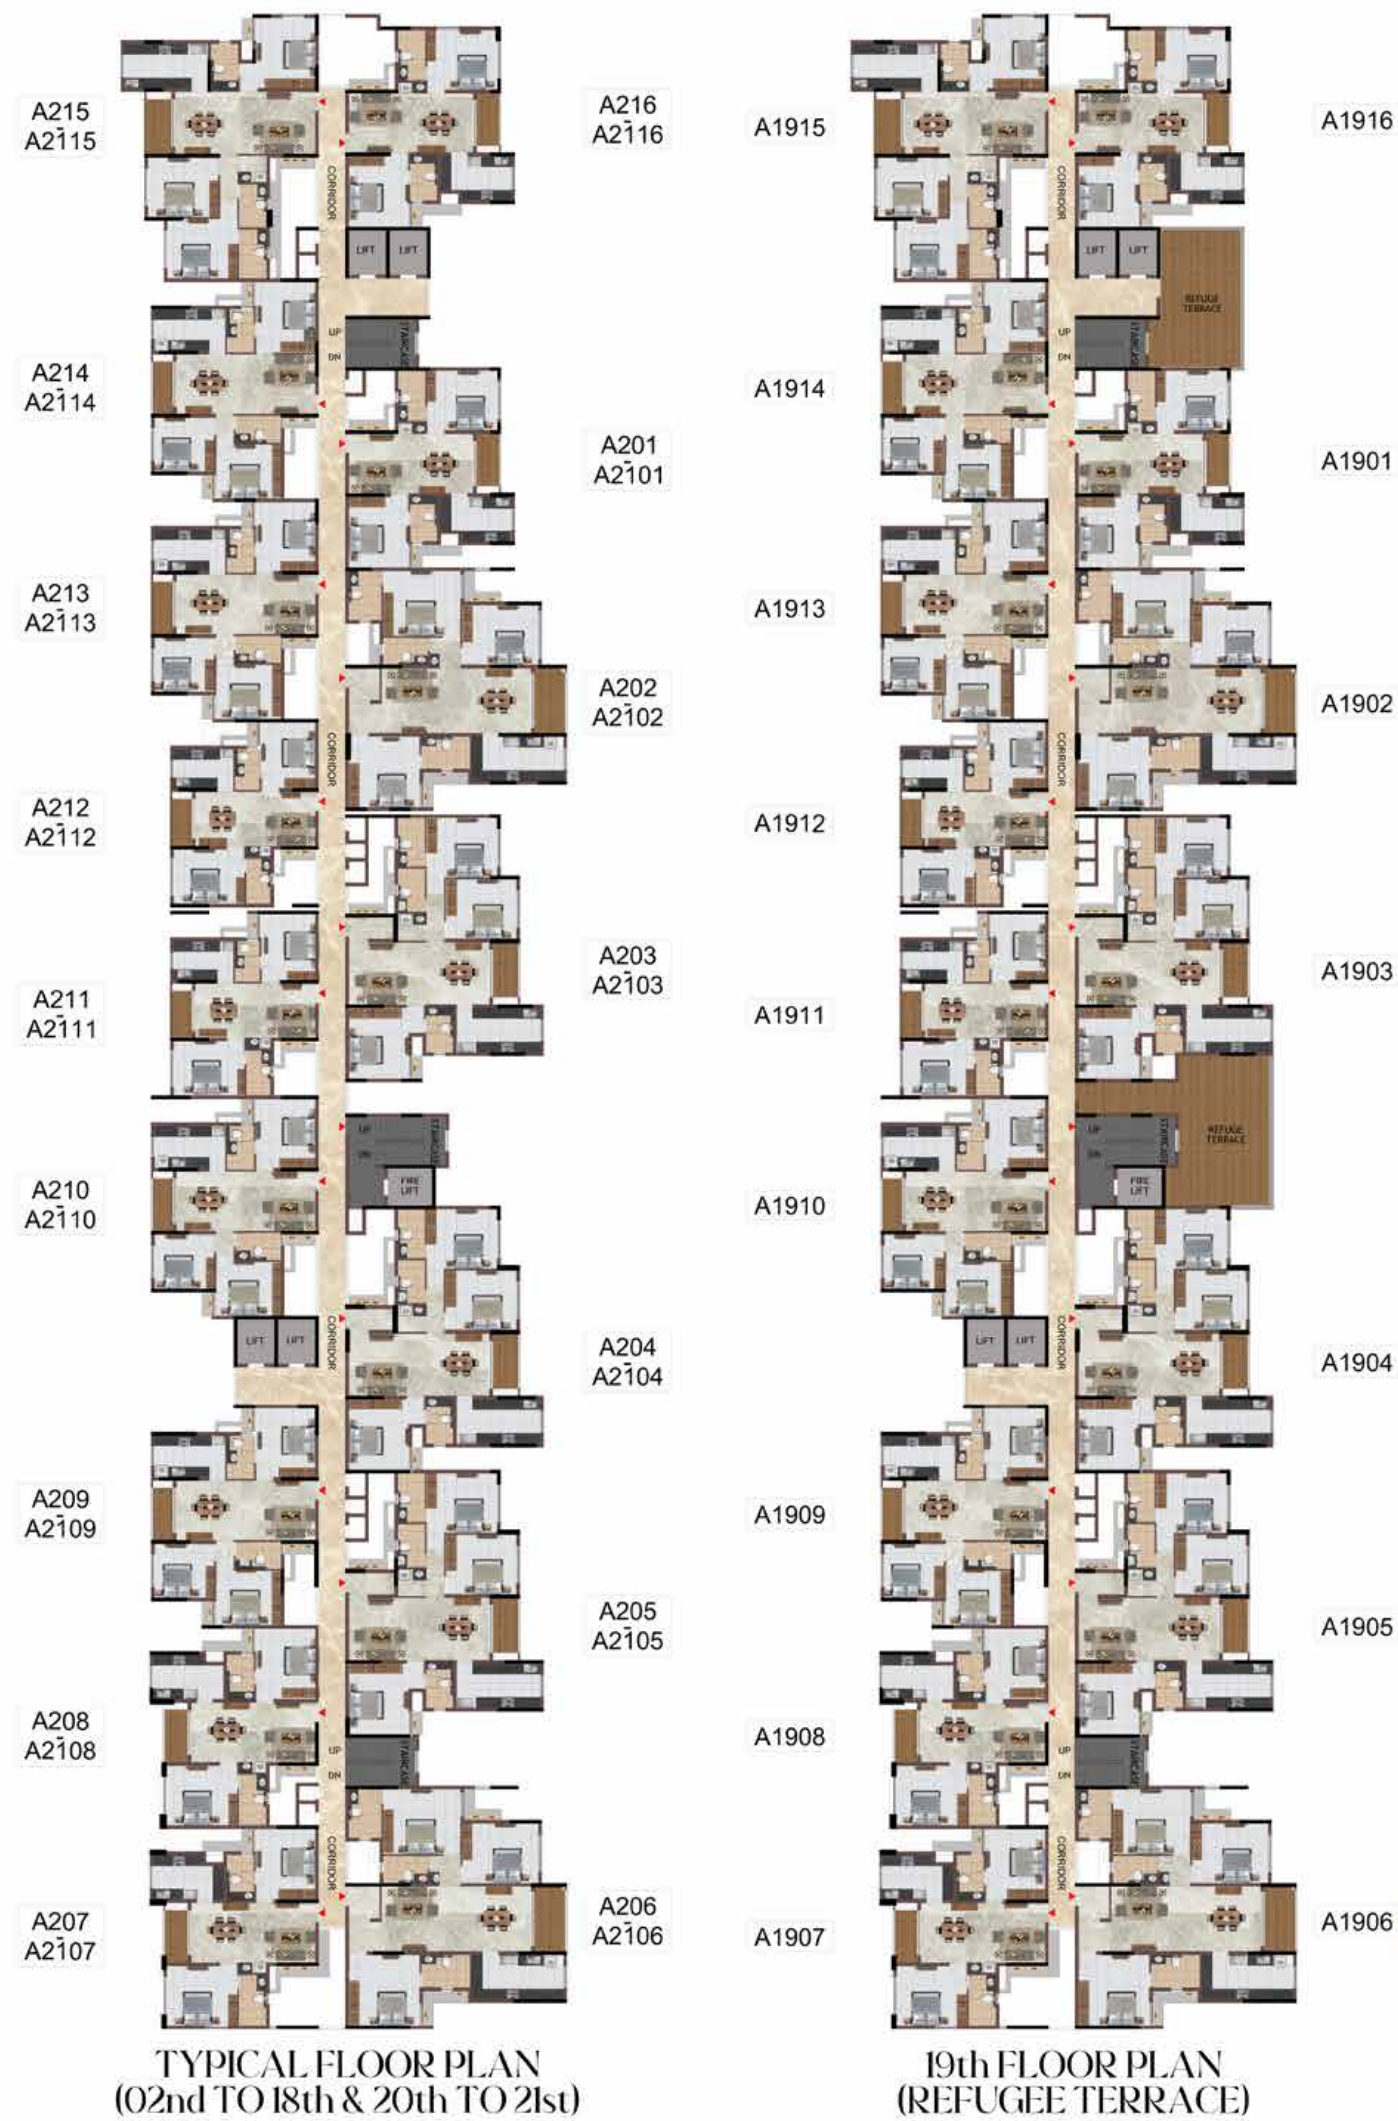 A215
-
A2115
A216
-
A2116
CORRIDOR
LIFT
LIFT
UP
DN
STAIRCASE
A214
-
A2114
A201
-
A2101
A213
-
A2113
A202
-
A2102
CORRIDOR
A212
-
A2112
A203
-
A2103
A211
-
A2111
UP
DN
STAIRCASE
FIRE
LIFT
A210
-
A2110
LIFT
LIFT
CORRIDOR
A204
-
A2104
A209
-
A2109
A205
-
A2105
A208
-
A2108
UP
DN
STAIRCASE
CORRIDOR
A207
-
A2107
A206
-
A2106
TYPICAL FLOOR PLAN
(02nd TO 18th & 20th TO 21st)
A1915
A1916
CORRIDOR
LIFT
LIFT
REFUGE
TERRACE
UP
DN
STAIRCASE
A1914
A1901
A1913
A1902
CORRIDOR
A1912
A1903
A1911
UP
DN
STAIRCASE
REFUGE
TERRACE
FIRE
LIFT
A1910
LIFT
LIFT
CORRIDOR
A1904
A1909
A1905
A1908
UP
DN
STAIRCASE
CORRIDOR
A1907
A1906
19th FLOOR PLAN
(REFUGEE TERRACE)